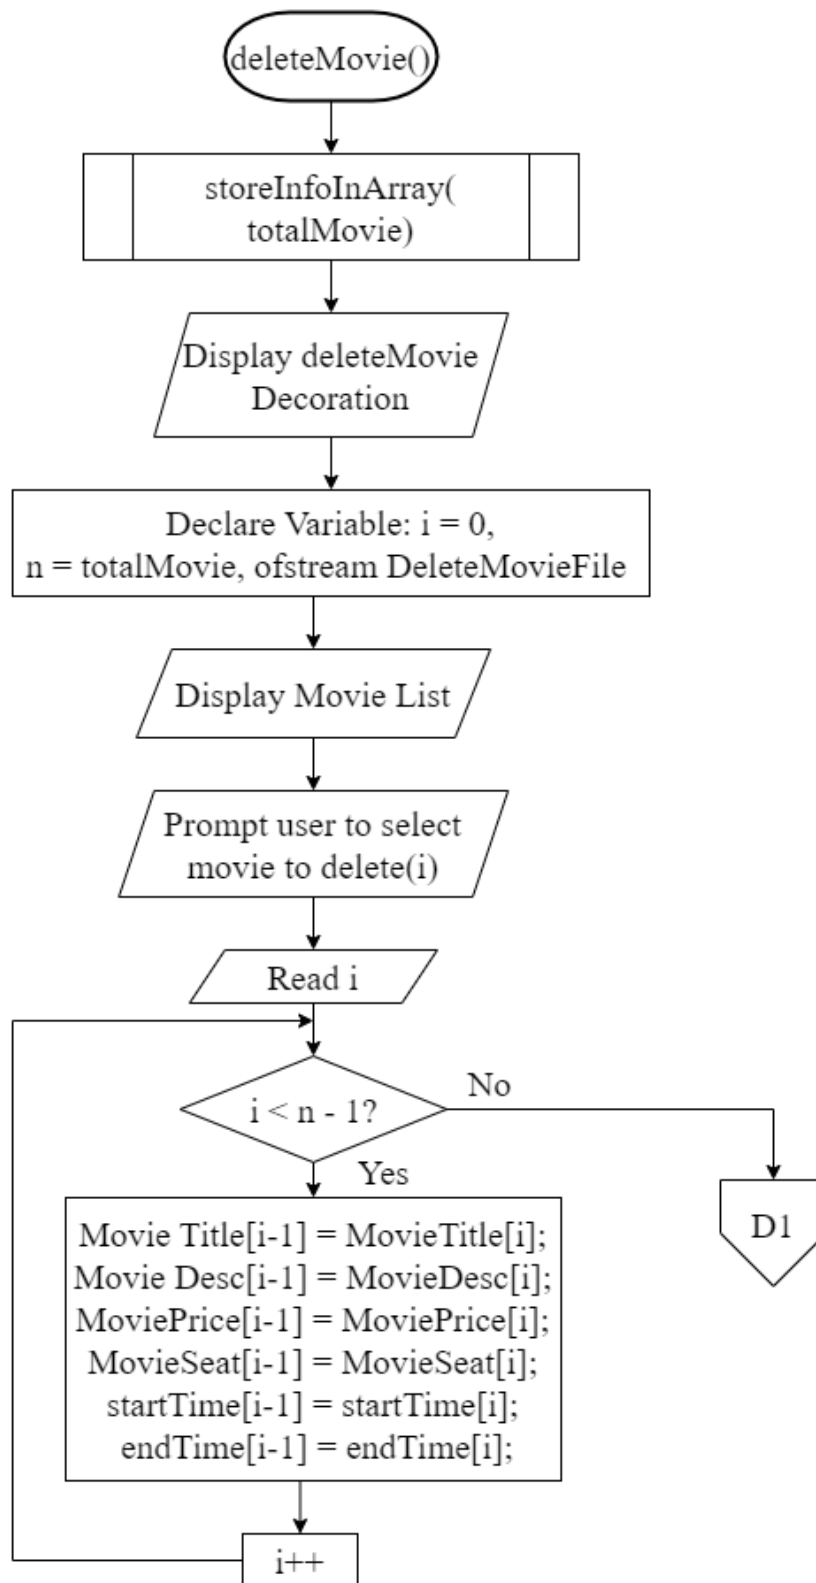 deleteMovie()
storeInfoInArray(
totalMovie)
Display deleteMovie
Decoration
Declare Variable: i = 0,
n = totalMovie, ofstream DeleteMovieFile
Display Movie List
Prompt user to select
movie to delete(i)
Read i
i < n - 1?
No
Yes
D1
Movie Title[i-1] = MovieTitle[i];
Movie Desc[i-1] = MovieDesc[i];
MoviePrice[i-1] = MoviePrice[i];
MovieSeat[i-1] = MovieSeat[i];
startTime[i-1] = startTime[i];
endTime[i-1] = endTime[i];
i++